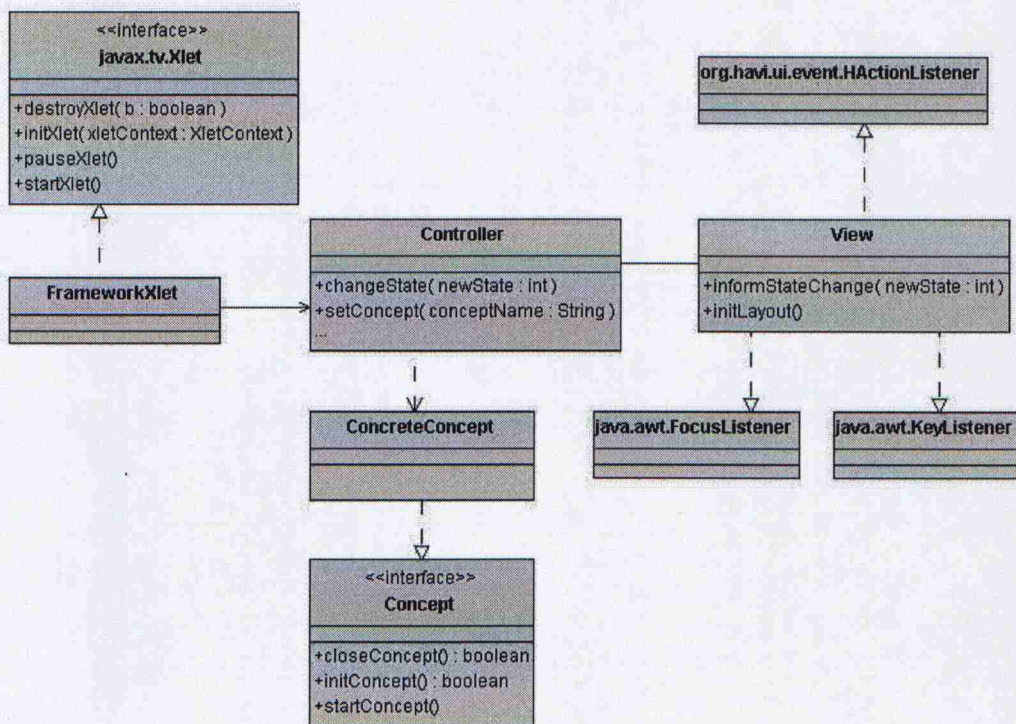 <<interface>>
javax.tv.Xlet
+destroyXlet( b : boolean )
+initXlet( xletContext : XletContext )
+pauseXlet()
+startXlet()
org.havi.ui.event.HActionListener
FrameworkXlet
Controller
+changeState( newState : int )
+setConcept( conceptName : String )
...
View
+informStateChange( newState : int )
+initLayout()
ConcreteConcept
java.awt.FocusListener
java.awt.KeyListener
<<interface>>
Concept
+closeConcept() : boolean
+initConcept() : boolean
+startConcept()